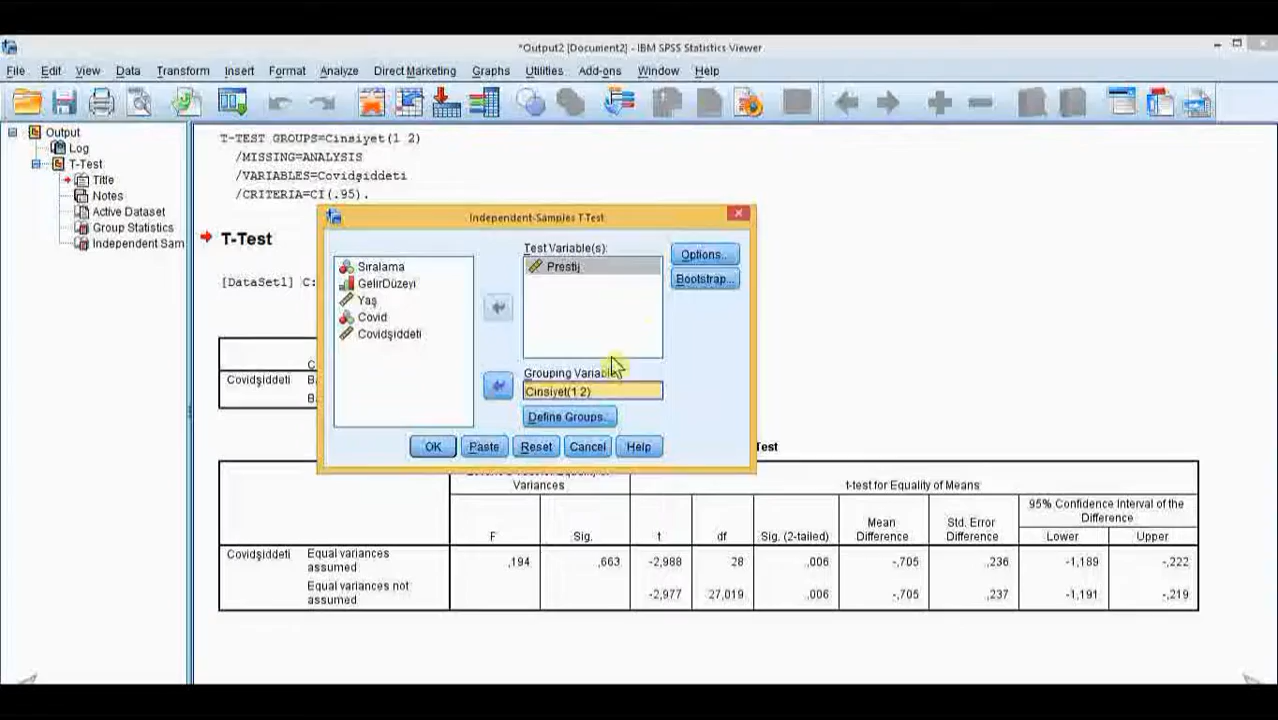 *Output2 [Document2] - IBM SPSS Statistics Viewer
File Edit View Data Transform Insert Format Analyze Direct Marketing Graphs Utilities Add-ons Window Help
Output
Log
T-Test
Title
Notes
Active Dataset
Group Statistics
Independent Sam
T-TEST GROUPS=Cinsiyet(1 2)
/MISSING=ANALYSIS
/VARIABLES=Covidşiddeti
/CRITERIA=CI(.95).
T-Test
[DataSet1] C:
Covidşiddeti
Independent-Samples T-Test
Sıralama
GelirDüzeyi
Yaş
Covid
Covidşiddeti
Test Variable(s):
Prestij
Options...
Bootstrap...
Grouping Variable
Cinsiyet(1 2)
Define Groups...
OK Paste Reset Cancel Help
Test
Variances
t-test for Equality of Means
95% Confidence Interval of the Difference
F Sig. t df Sig. (2-tailed) Mean Difference Std. Error Difference Lower Upper
Covidşiddeti Equal variances assumed ,194 ,663 -2,988 28 ,006 -,705 ,236 -1,189 -,222
Equal variances not assumed -2,977 27,019 ,006 -,705 ,237 -1,191 -,219